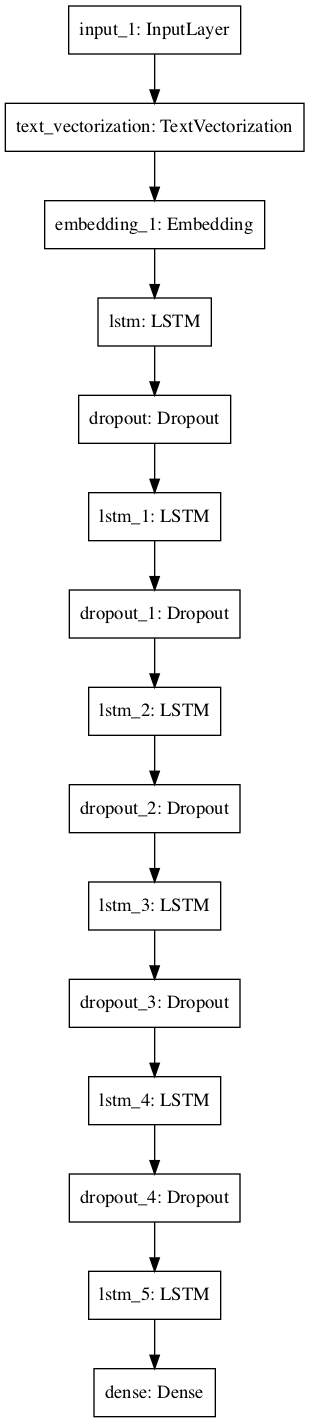 input_1: InputLayer
text_vectorization: TextVectorization
embedding_1: Embedding
lstm: LSTM
dropout: Dropout
lstm_1: LSTM
dropout_1: Dropout
lstm_2: LSTM
dropout_2: Dropout
lstm_3: LSTM
dropout_3: Dropout
lstm_4: LSTM
dropout_4: Dropout
lstm_5: LSTM
dense: Dense